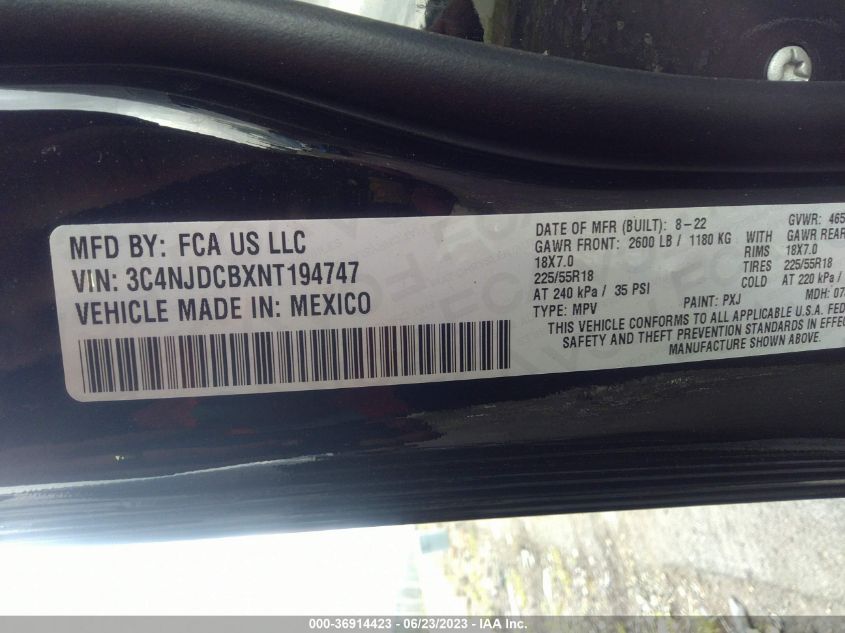 MFD BY: FCA US LLC
VIN: 3C4NJDCBXNT194747
VEHICLE MADE IN: MEXICO
DATE OF MFR (BUILT): 8-22
GVWR: 465
GAWR FRONT: 2600 LB / 1180 KG WITH GAWR REAR
18X7.0 RIMS 18X7.0
225/55R18 TIRES 225/55R18
AT 240 kPa / 35 PSI COLD AT 220 kPa /
TYPE: MPV PAINT: PXJ MDH: 07
THIS VEHICLE CONFORMS TO ALL APPLICABLE U.S.A. FED
SAFETY AND THEFT PREVENTION STANDARDS IN EFFEC
MANUFACTURE SHOWN ABOVE.
000-36914423 - 06/23/2023 - © IAA Inc.